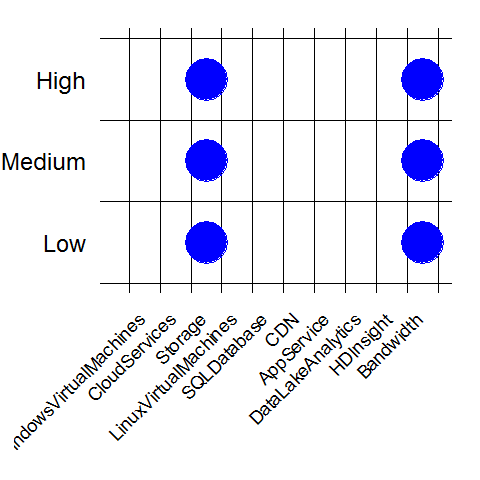 High
Medium
Low
ndowsVirtualMachines
CloudServices
Storage
LinuxVirtualMachines
SQLDatabase
CDN
AppService
DataLakeAnalytics
HDInsight
Bandwidth